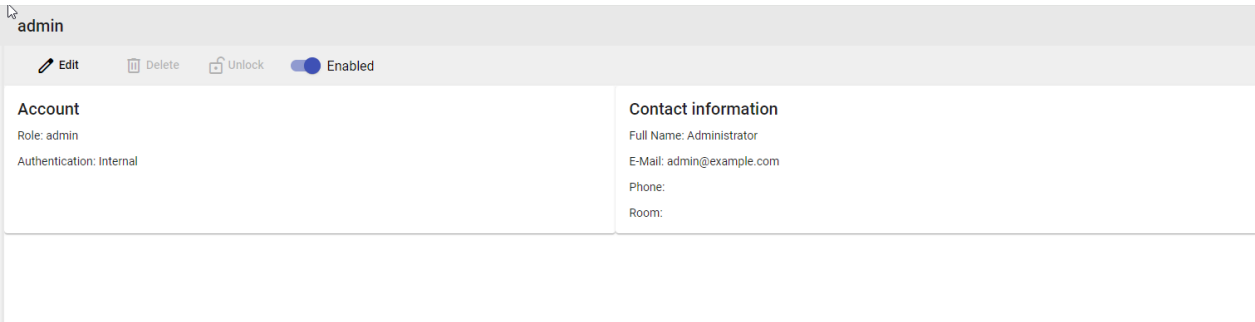 admin
Edit Delete Unlock Enabled
Account
Role: admin
Authentication: Internal
Contact information
Full Name: Administrator
E-Mail: admin@example.com
Phone:
Room: